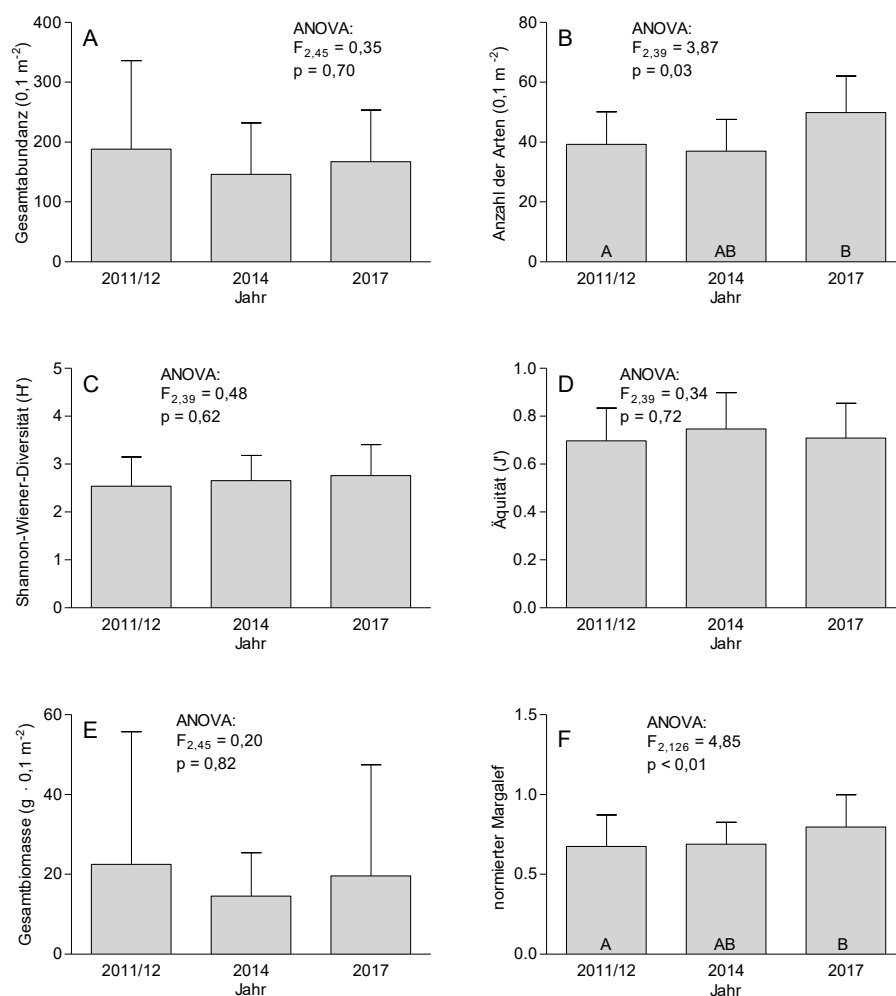 A
ANOVA:
F2,45 = 0,35
p = 0,70
Gesamtabundanz (0,1 m-2)
400
300
200
100
0
2011/12 2014 2017
Jahr
B
ANOVA:
F2,39 = 3,87
p = 0,03
Anzahl der Arten (0,1 m -2)
80
60
40
20
0
A AB B
2011/12 2014 2017
Jahr
C
ANOVA:
F2,39 = 0,48
p = 0,62
Shannon-Wiener-Diversität (H')
5
4
3
2
1
0
2011/12 2014 2017
Jahr
D
ANOVA:
F2,39 = 0,34
p = 0,72
Äquität (J')
1.0
0.8
0.6
0.4
0.2
0.0
2011/12 2014 2017
Jahr
E
ANOVA:
F2,45 = 0,20
p = 0,82
Gesamtbiomasse (g · 0,1 m-2)
60
40
20
0
2011/12 2014 2017
Jahr
F
ANOVA:
F2,126 = 4,85
p < 0,01
normierter Margalef
1.5
1.0
0.5
0.0
A AB B
2011/12 2014 2017
Jahr